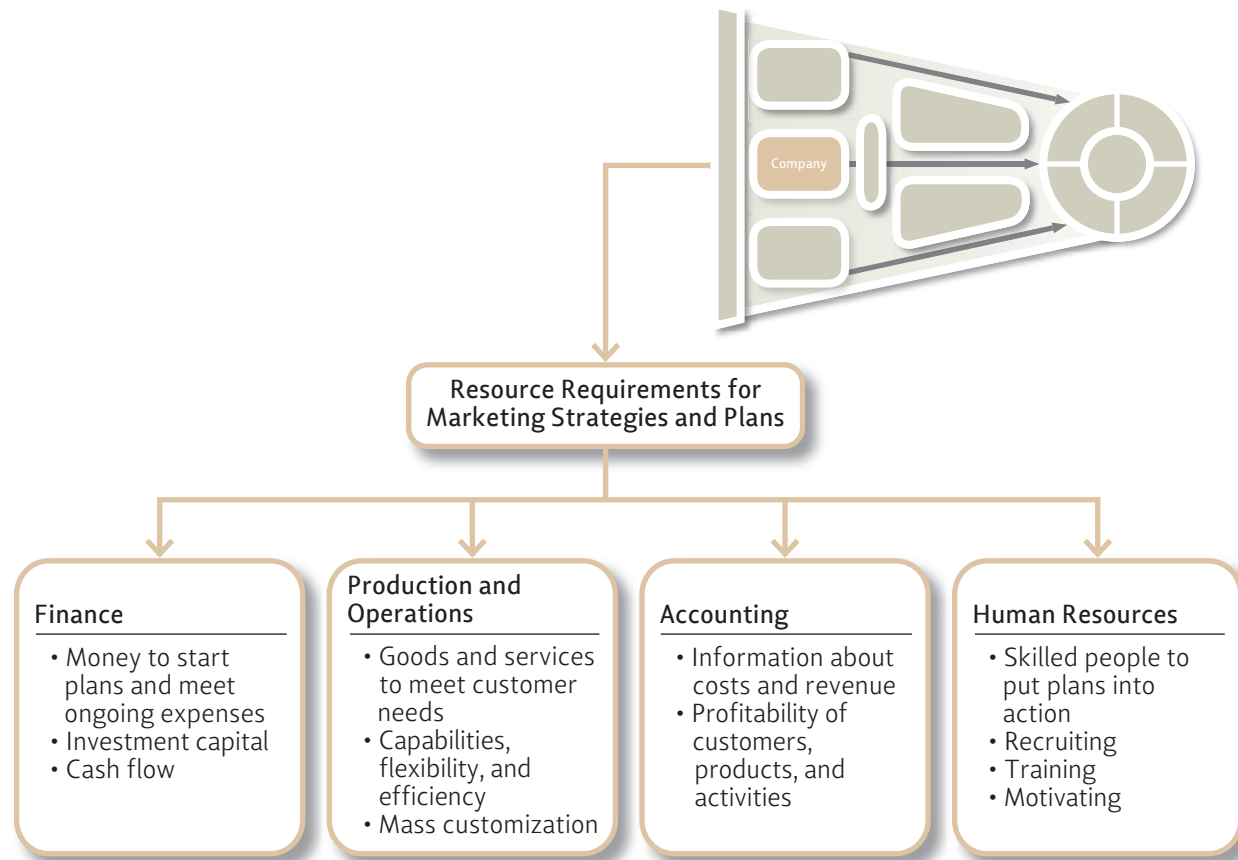 Company
Resource Requirements for
Marketing Strategies and Plans
Finance
• Money to start
plans and meet
ongoing expenses
• Investment capital
• Cash flow
Production and
Operations
• Goods and services
to meet customer
needs
• Capabilities,
flexibility, and
efficiency
• Mass customization
Accounting
• Information about
costs and revenue
• Profitability of
customers,
products, and
activities
Human Resources
• Skilled people to
put plans into
action
• Recruiting
• Training
• Motivating